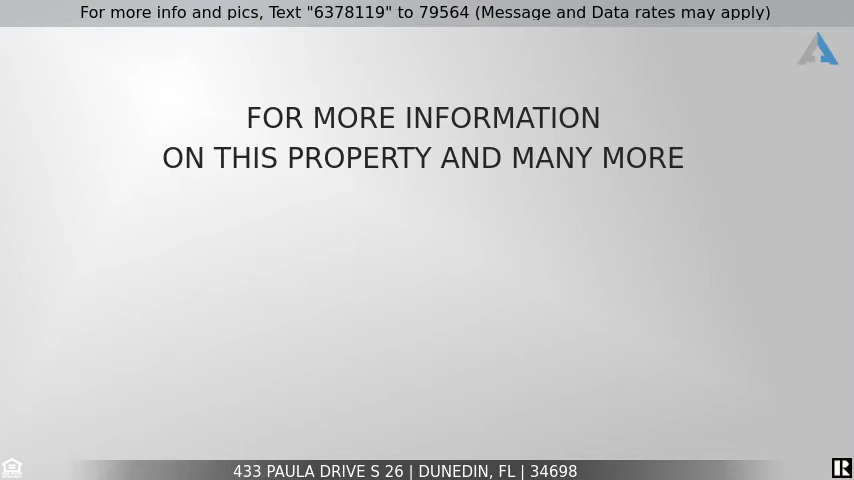 For more info and pics, Text "6378119" to 79564 (Message and Data rates may apply)
FOR MORE INFORMATION
ON THIS PROPERTY AND MANY MORE
433 PAULA DRIVE S 26 | DUNEDIN, FL | 34698